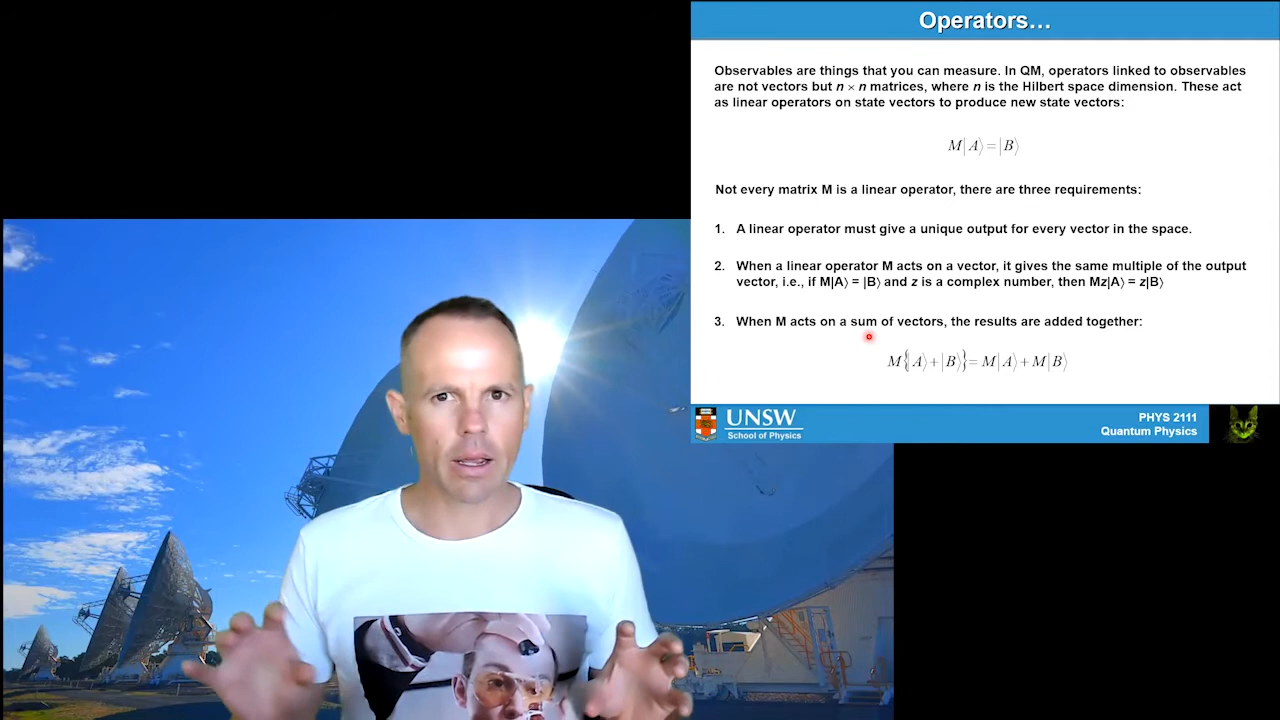 Operators…
Observables are things that you can measure. In QM, operators linked to observables
are not vectors but n × n matrices, where n is the Hilbert space dimension. These act
as linear operators on state vectors to produce new state vectors:
M|A⟩=|B⟩
Not every matrix M is a linear operator, there are three requirements:
1. A linear operator must give a unique output for every vector in the space.
2. When a linear operator M acts on a vector, it gives the same multiple of the output
vector, i.e., if M|A⟩ = |B⟩ and z is a complex number, then Mz|A⟩ = z|B⟩
3. When M acts on a sum of vectors, the results are added together:
M{|A⟩+|B⟩}=M|A⟩+M|B⟩
UNSW
School of Physics
PHYS 2111
Quantum Physics